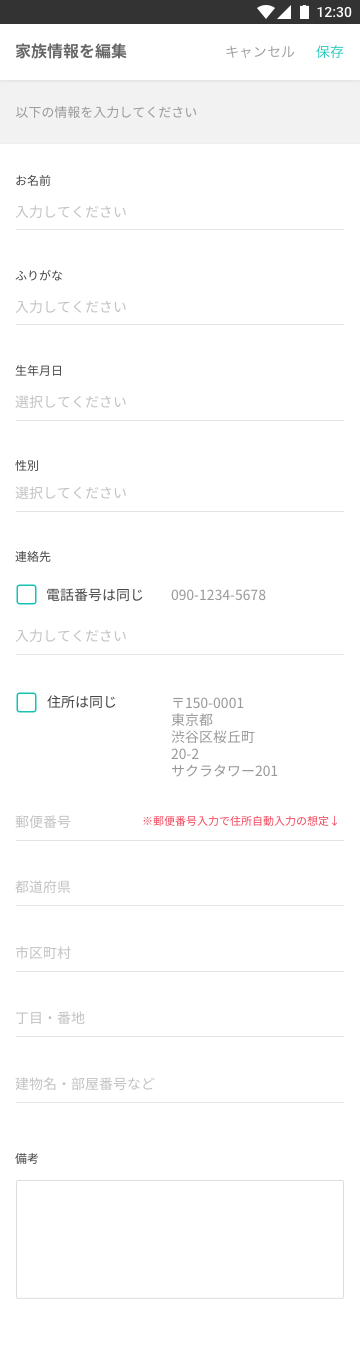 12:30
家族情報を編集 キャンセル 保存
以下の情報を入力してください
お名前
入力してください
ふりがな
入力してください
生年月日
選択してください
性別
選択してください
連絡先
電話番号は同じ 090-1234-5678
入力してください
住所は同じ 〒150-0001
東京都
渋谷区桜丘町
20-2
サクラタワー201
郵便番号 ※郵便番号入力で住所自動入力の想定↓
都道府県
市区町村
丁目・番地
建物名・部屋番号など
備考